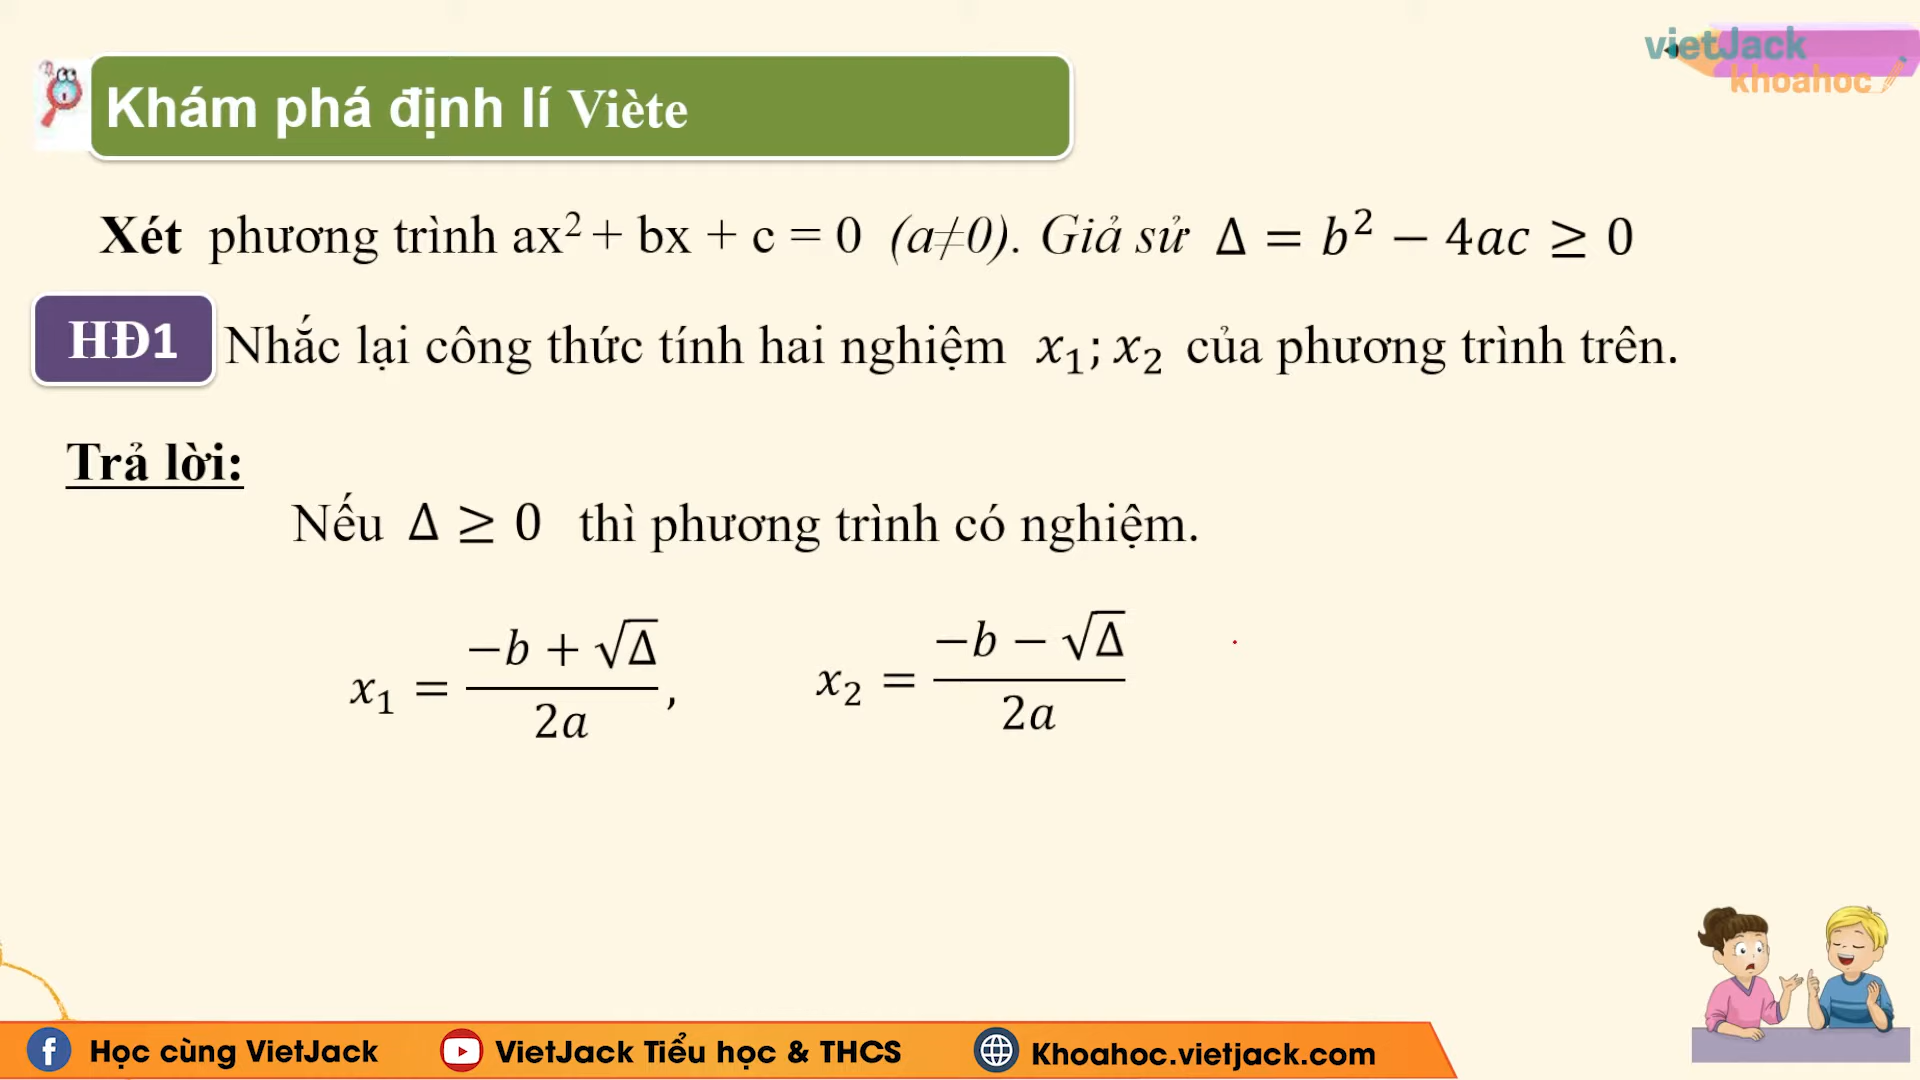 vietJack
khoahoc
Khám phá định lí Viète
Xét phương trình ax² + bx + c = 0 (a≠0). Giả sử Δ = b² − 4ac ≥ 0
HĐ1 Nhắc lại công thức tính hai nghiệm x₁; x₂ của phương trình trên.
Trả lời:
Nếu Δ ≥ 0 thì phương trình có nghiệm.
x₁ = (−b + √Δ)/2a, x₂ = (−b − √Δ)/2a
Học cùng VietJack VietJack Tiểu học & THCS Khoahoc.vietjack.com